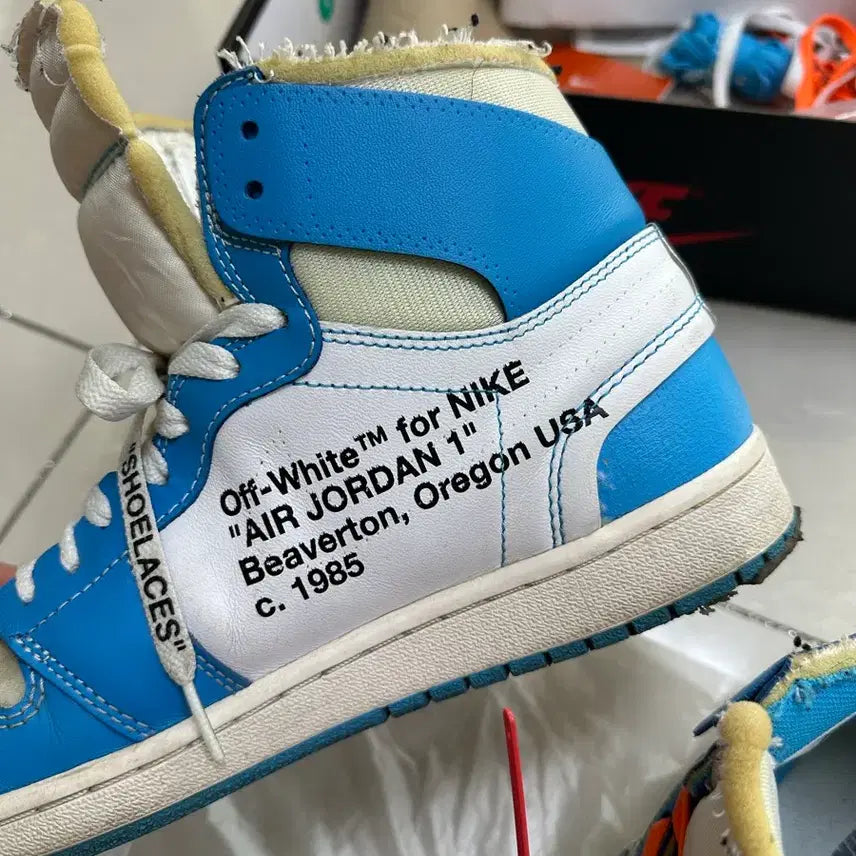 Off-White™ for NIKE
"AIR JORDAN 1"
Beaverton, Oregon USA
c. 1985
"SHOELACES"